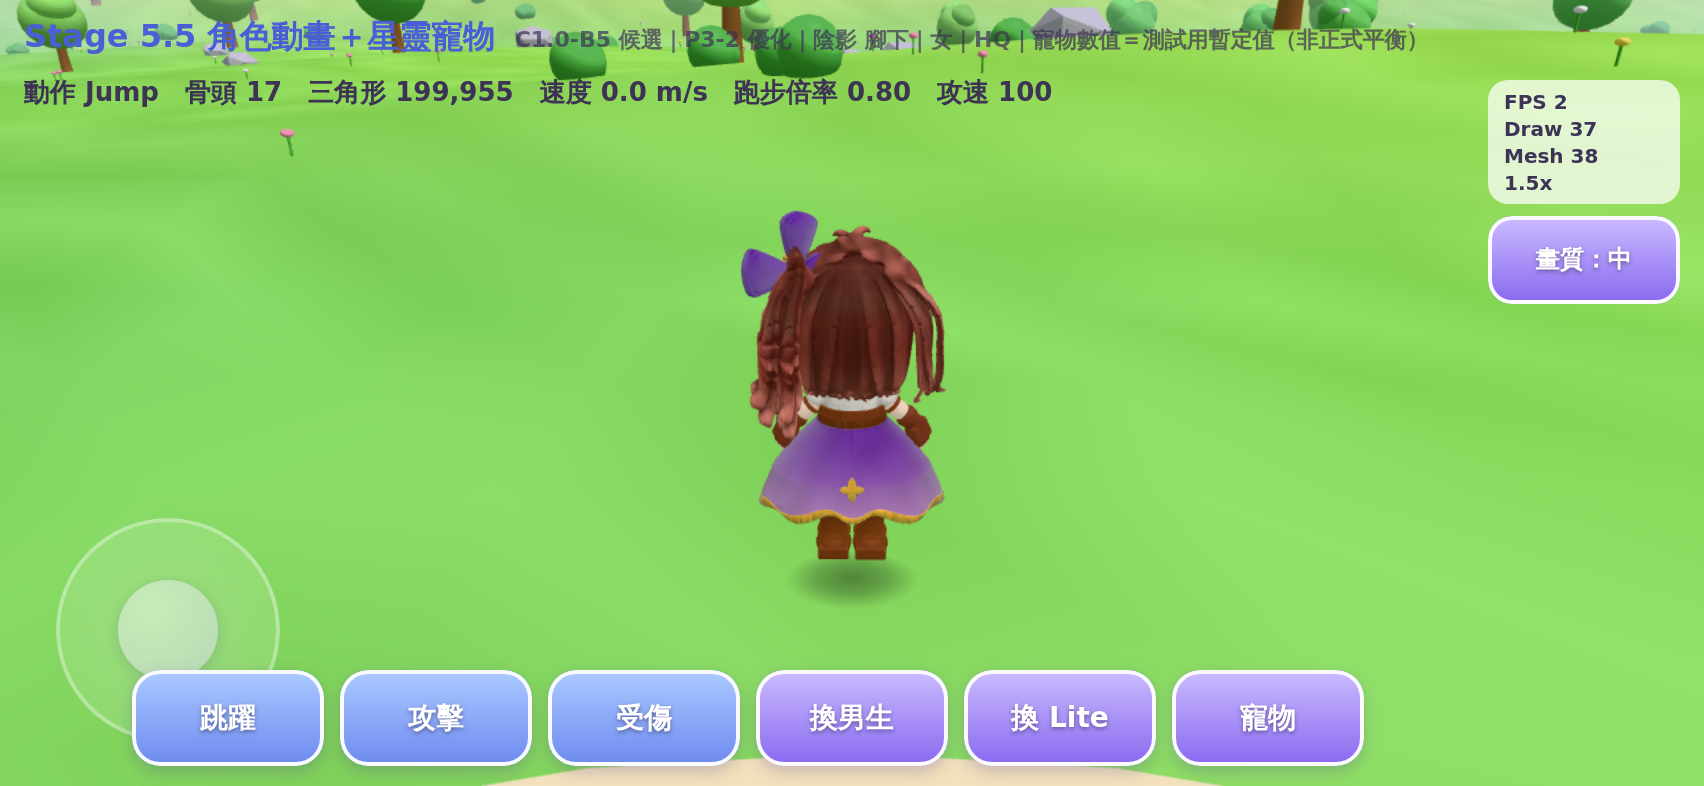 Stage 5.5 角色動畫＋星靈寵物 C1.0-B5 候選｜P3-2 優化｜陰影 腳下｜女｜HQ｜寵物數值＝測試用暫定值（非正式平衡）
動作 Jump 骨頭 17 三角形 199,955 速度 0.0 m/s 跑步倍率 0.80 攻速 100
FPS 2
Draw 37
Mesh 38
1.5x
畫質：中
跳躍 攻擊 受傷 換男生 換 Lite 寵物